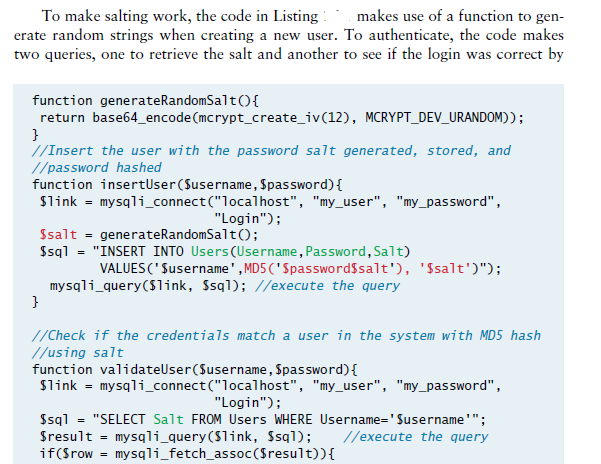 To make salting work, the code in Listing makes use of a function to gen-
erate random strings when creating a new user. To authenticate, the code makes
two queries, one to retrieve the salt and another to see if the login was correct by
function generateRandomSalt(){
return base64_encode(mcrypt_create_iv(12), MCRYPT_DEV_URANDOM));
}
//Insert the user with the password salt generated, stored, and
//password hashed
function insertUser($username,$password){
$link = mysqli_connect("localhost", "my_user", "my_password",
"Login");
$salt = generateRandomSalt();
$sql = "INSERT INTO Users(Username,Password,Salt)
VALUES('$username',MD5('$password$salt'), '$salt')");
mysqli_query($link, $sql); //execute the query
}
//Check if the credentials match a user in the system with MD5 hash
//using salt
function validateUser($username,$password){
$link = mysqli_connect("localhost", "my_user", "my_password",
"Login");
$sql = "SELECT Salt FROM Users WHERE Username='$username'";
$result = mysqli_query($link, $sql); //execute the query
if($row = mysqli_fetch_assoc($result)){